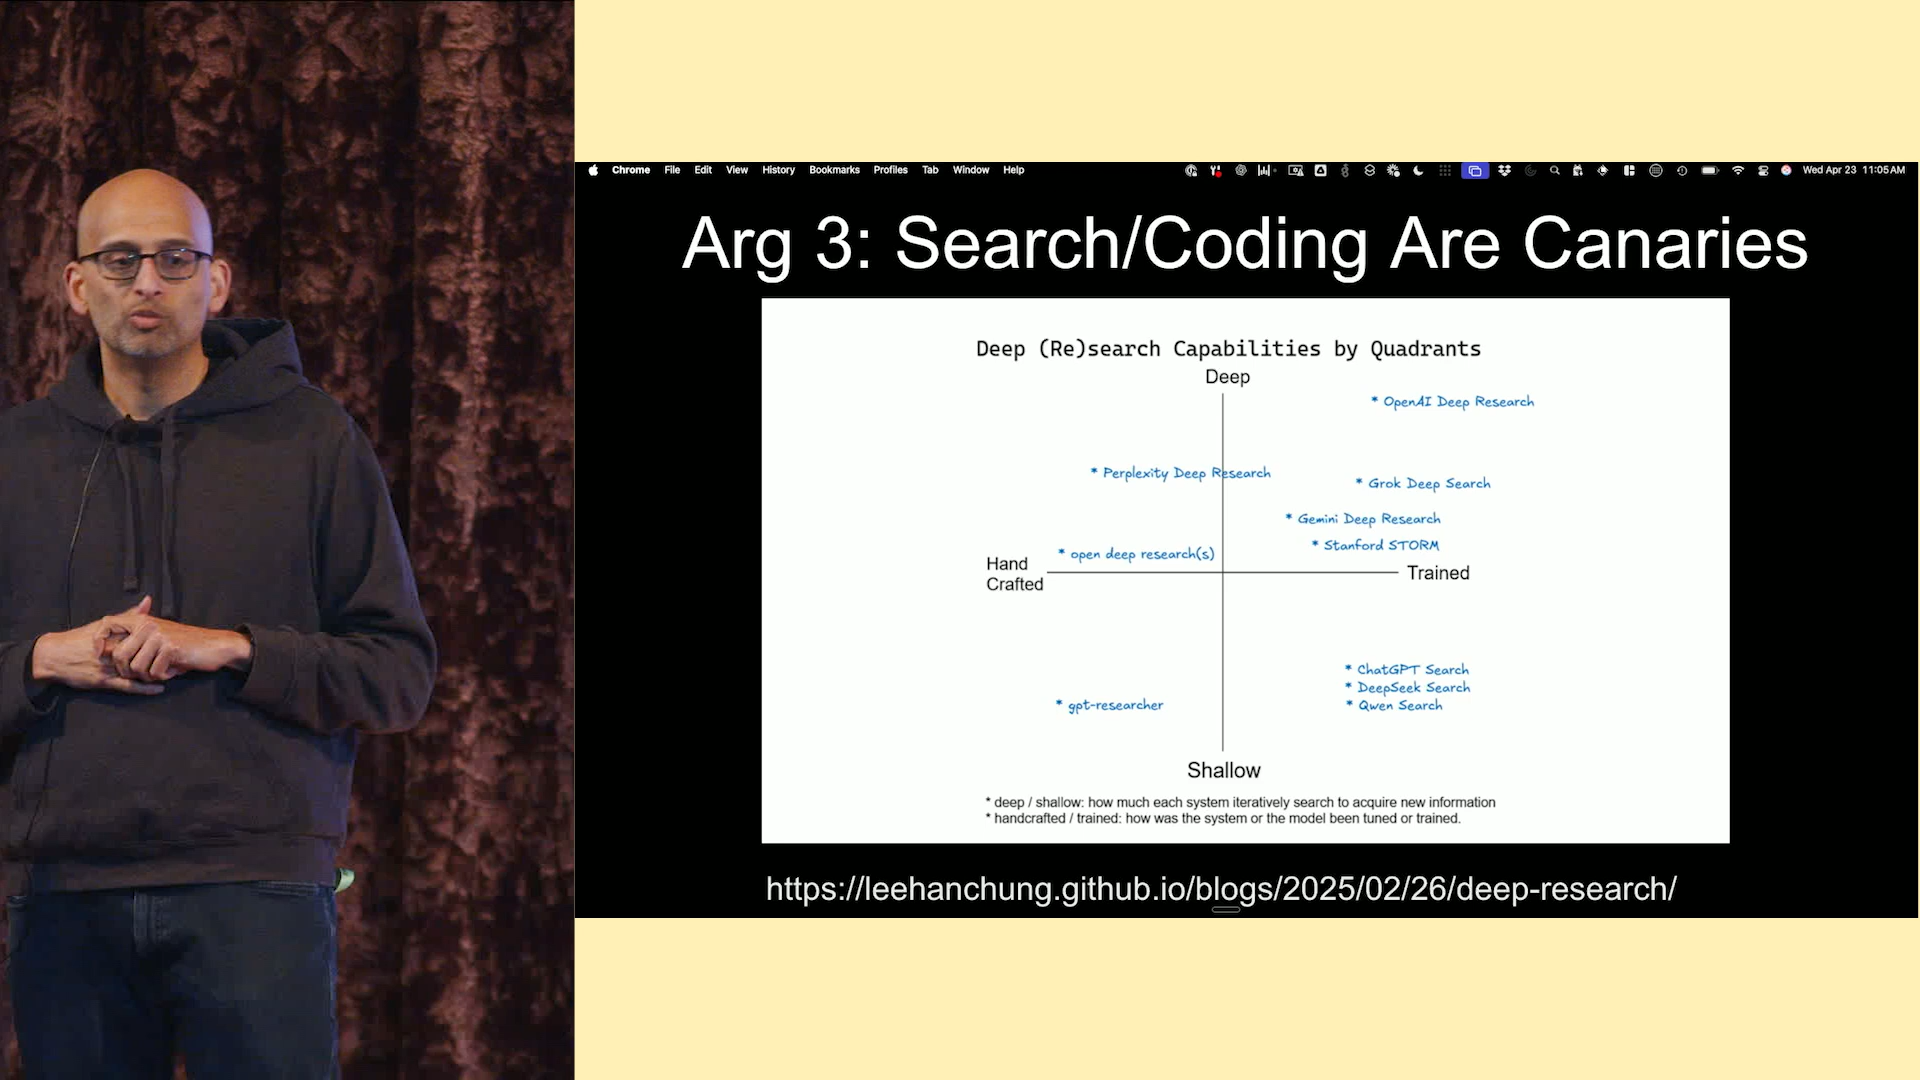 Chrome File Edit View History Bookmarks Profiles Tab Window Help Wed Apr 23 11:05 AM
Arg 3: Search/Coding Are Canaries
Deep (Re)search Capabilities by Quadrants
Deep
* OpenAI Deep Research
* Perplexity Deep Research
* Grok Deep Search
* Gemini Deep Research
* Stanford STORM
* open deep research(s)
Hand
Crafted
Trained
* ChatGPT Search
* DeepSeek Search
* Qwen Search
* gpt-researcher
Shallow
* deep / shallow: how much each system iteratively search to acquire new information
* handcrafted / trained: how was the system or the model been tuned or trained.
https://leehanchung.github.io/blogs/2025/02/26/deep-research/